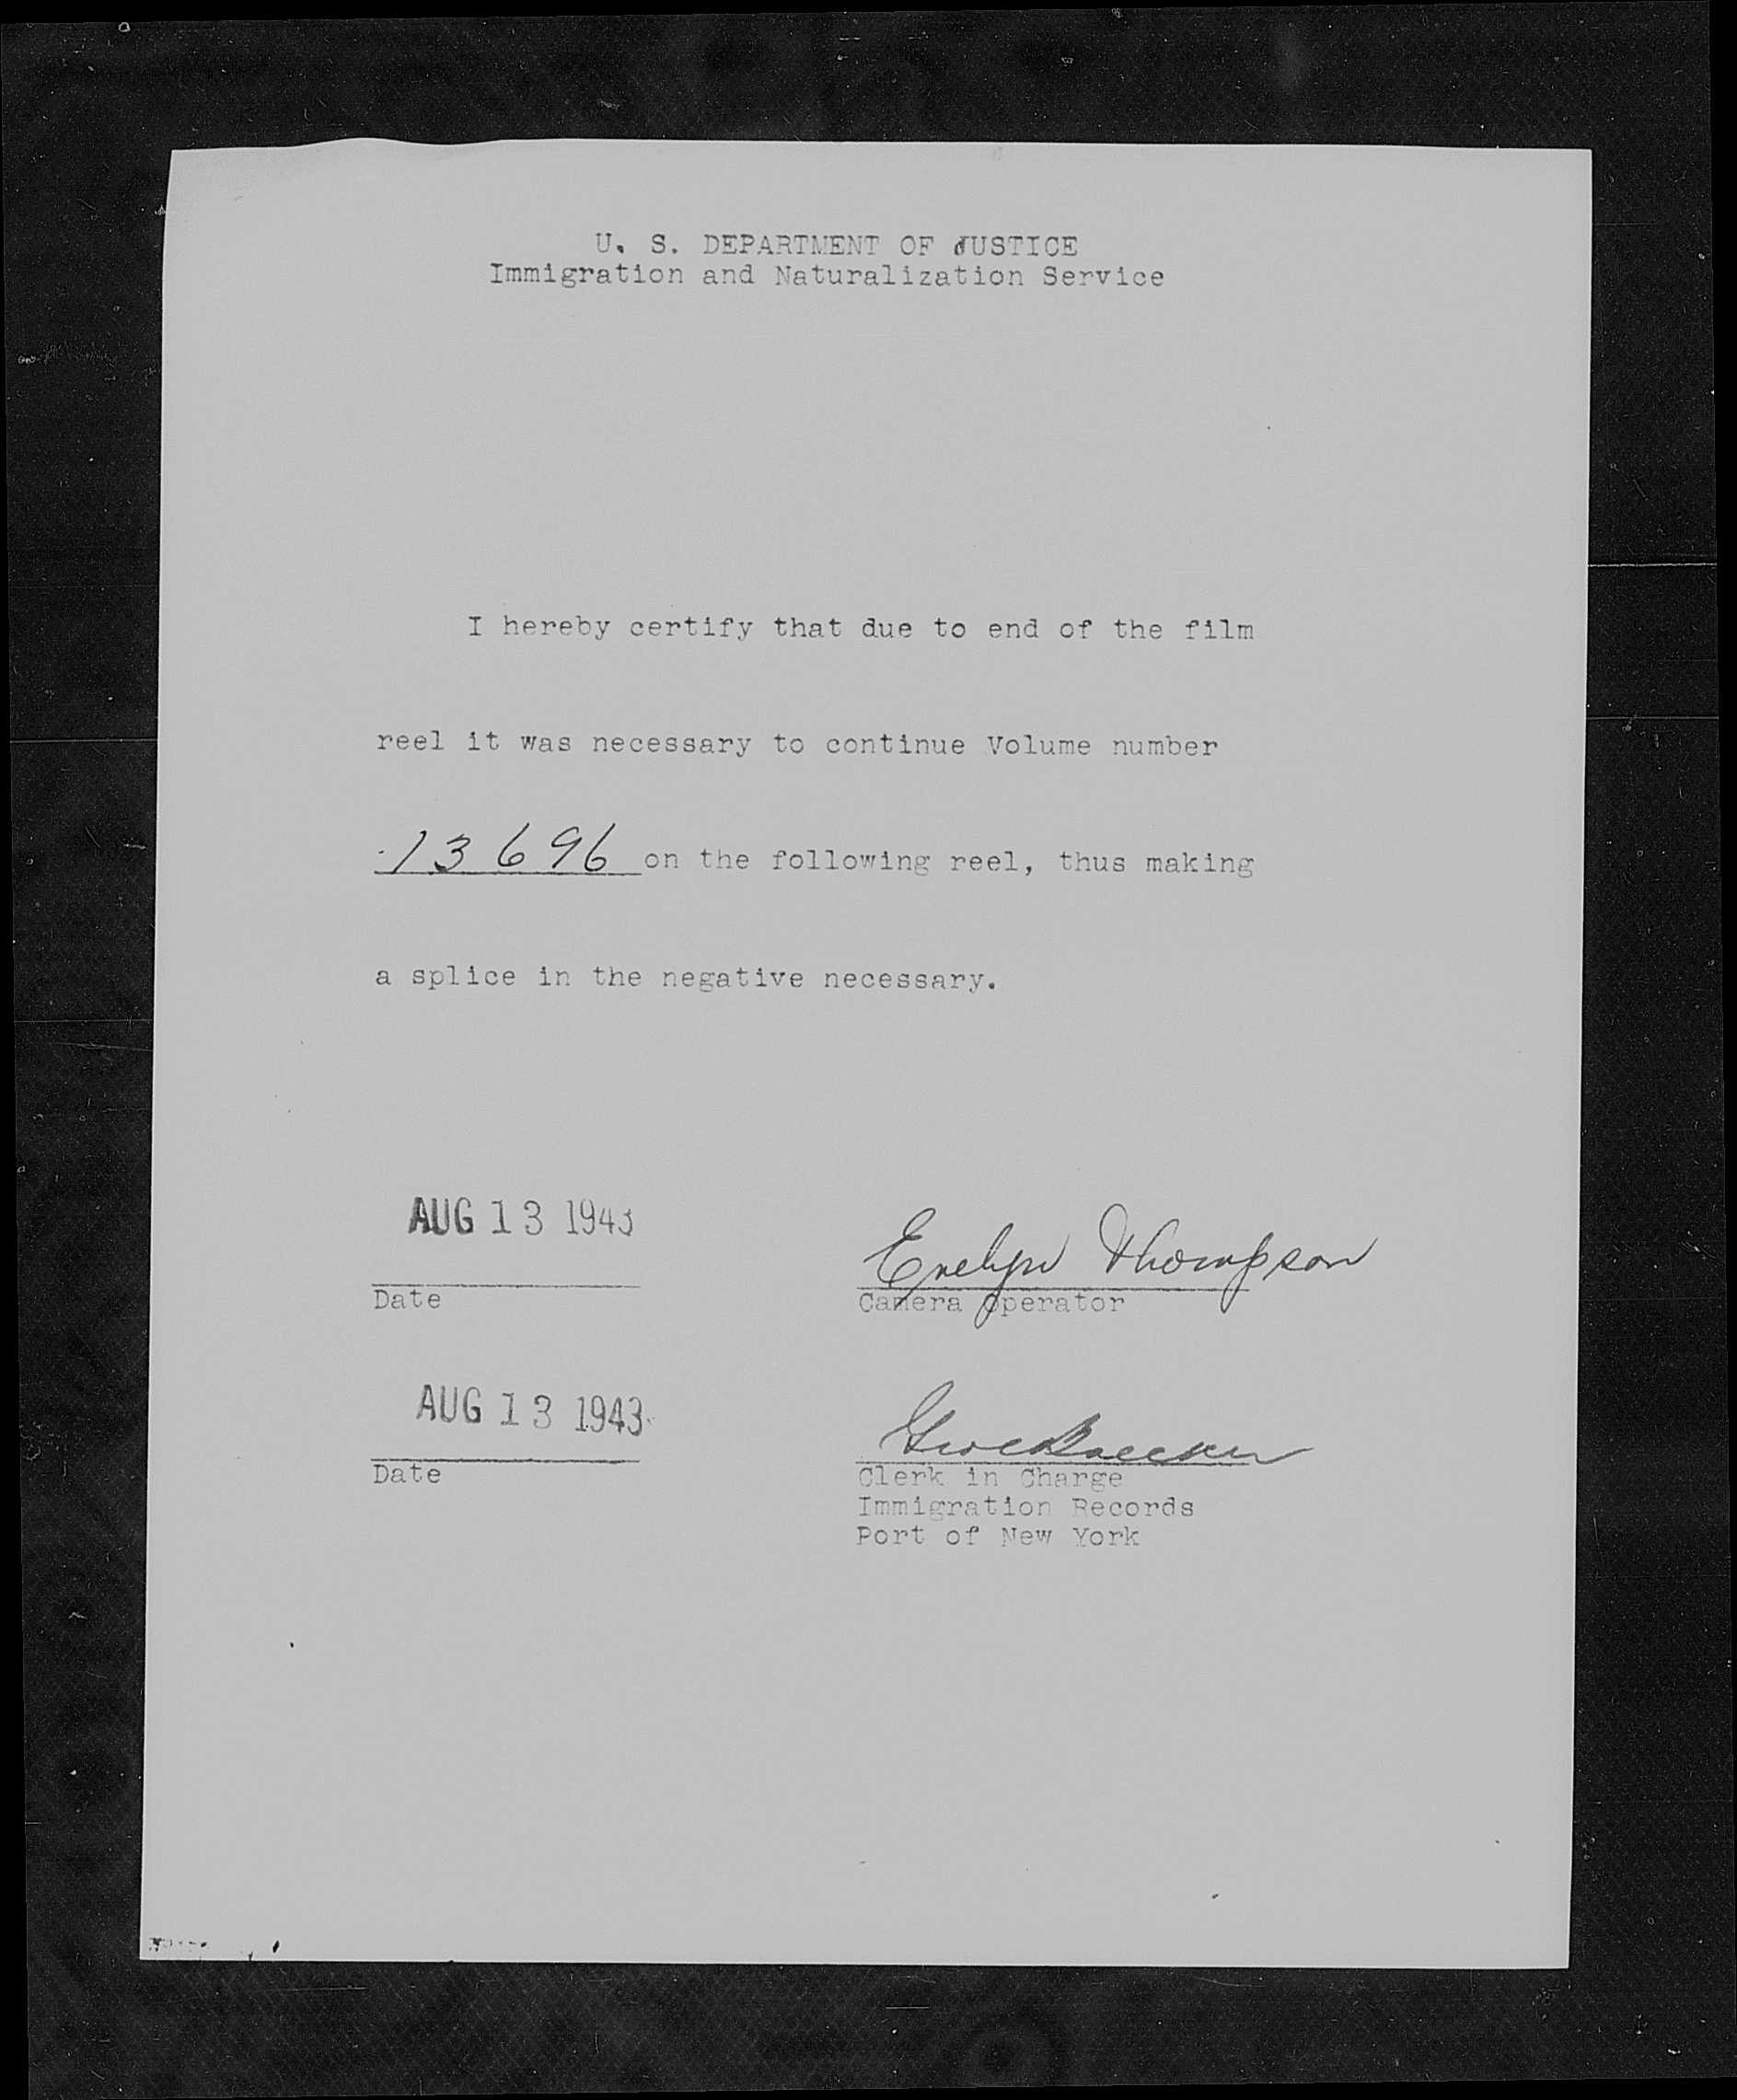 U. S. DEPARTMENT OF JUSTICE
Immigration and Naturalization Service
I hereby certify that due to end of the film
reel it was necessary to continue Volume number
13696 on the following reel, thus making
a splice in the negative necessary.
AUG 13 1943
Evelyn Thompson
Date
Camera Operator
AUG 13 1943
Date
Clerk in Charge
Immigration Records
Port of New York